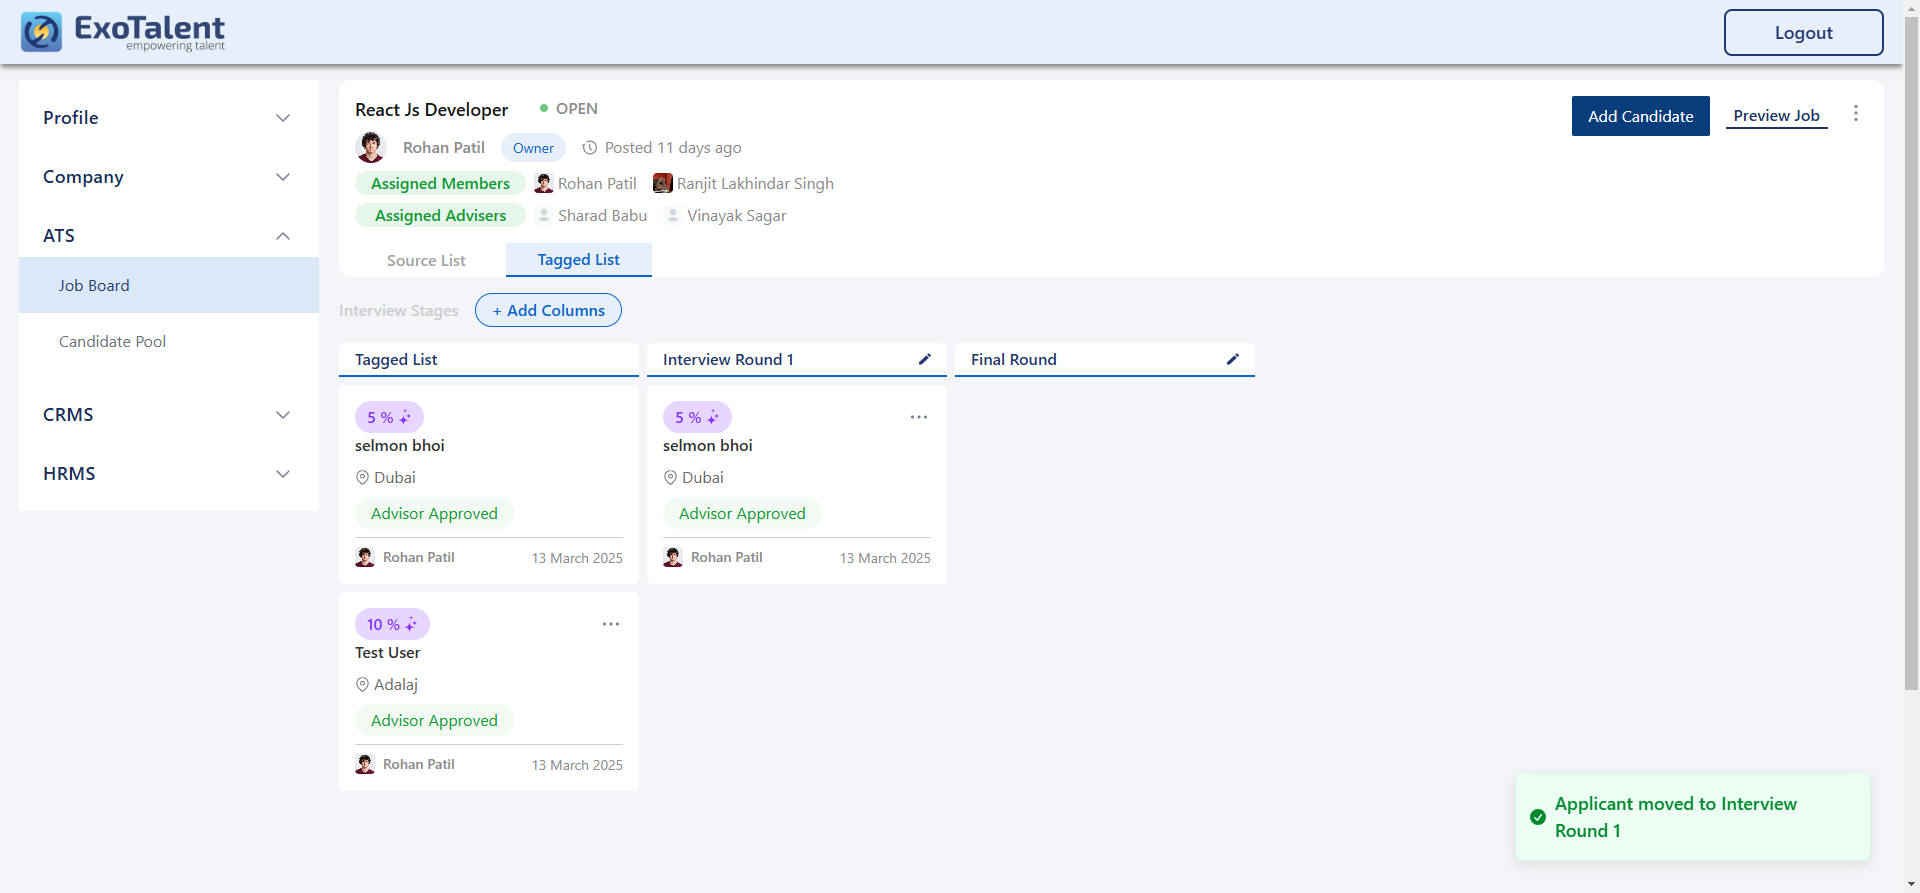 ExoTalent
empowering talent
Logout
Profile
Company
ATS
Job Board
Candidate Pool
CRMS
HRMS
React Js Developer
OPEN
Add Candidate
Preview Job
Rohan Patil
Owner
Posted 11 days ago
Assigned Members
Rohan Patil
Ranjit Lakhindar Singh
Assigned Advisers
Sharad Babu
Vinayak Sagar
Source List
Tagged List
Interview Stages
+ Add Columns
Tagged List
5 %
selmon bhoi
Dubai
Advisor Approved
Rohan Patil
13 March 2025
10 %
Test User
Adalaj
Advisor Approved
Rohan Patil
13 March 2025
Interview Round 1
5 %
selmon bhoi
Dubai
Advisor Approved
Rohan Patil
13 March 2025
Final Round
Applicant moved to Interview
Round 1